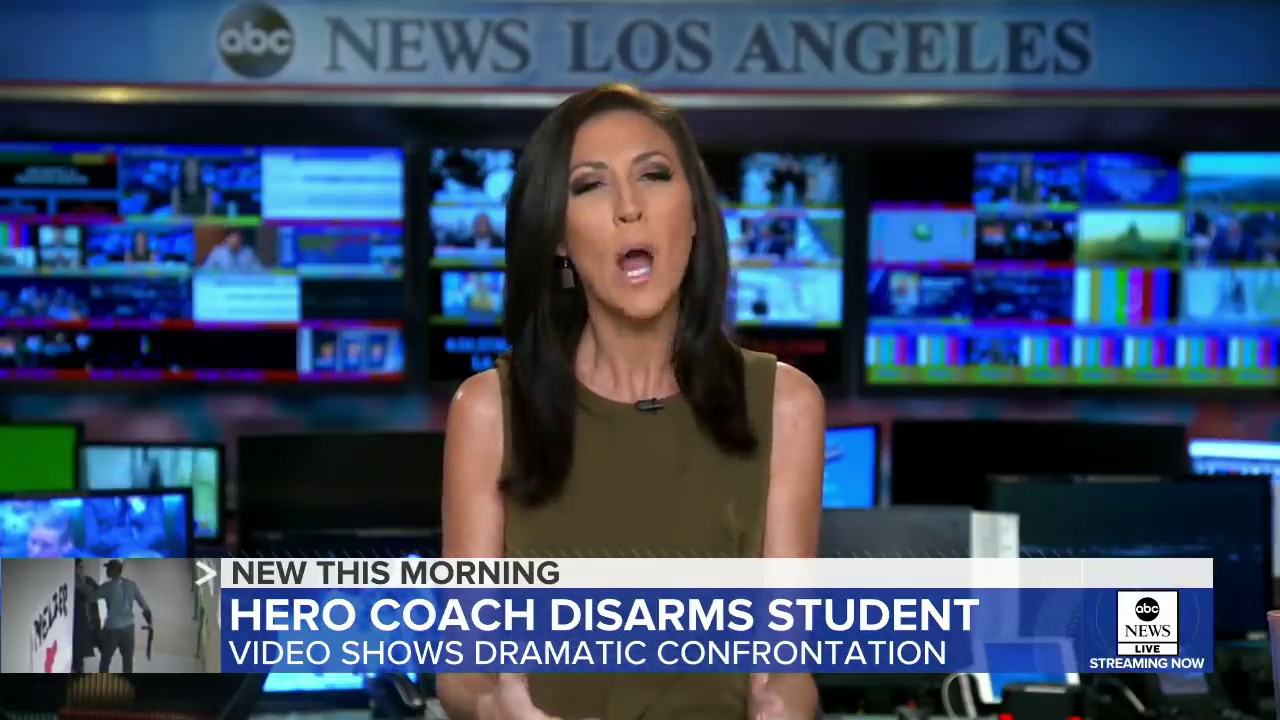 abc NEWS LOS ANGELES
NEW THIS MORNING
HERO COACH DISARMS STUDENT
VIDEO SHOWS DRAMATIC CONFRONTATION
abc
NEWS
LIVE
STREAMING NOW